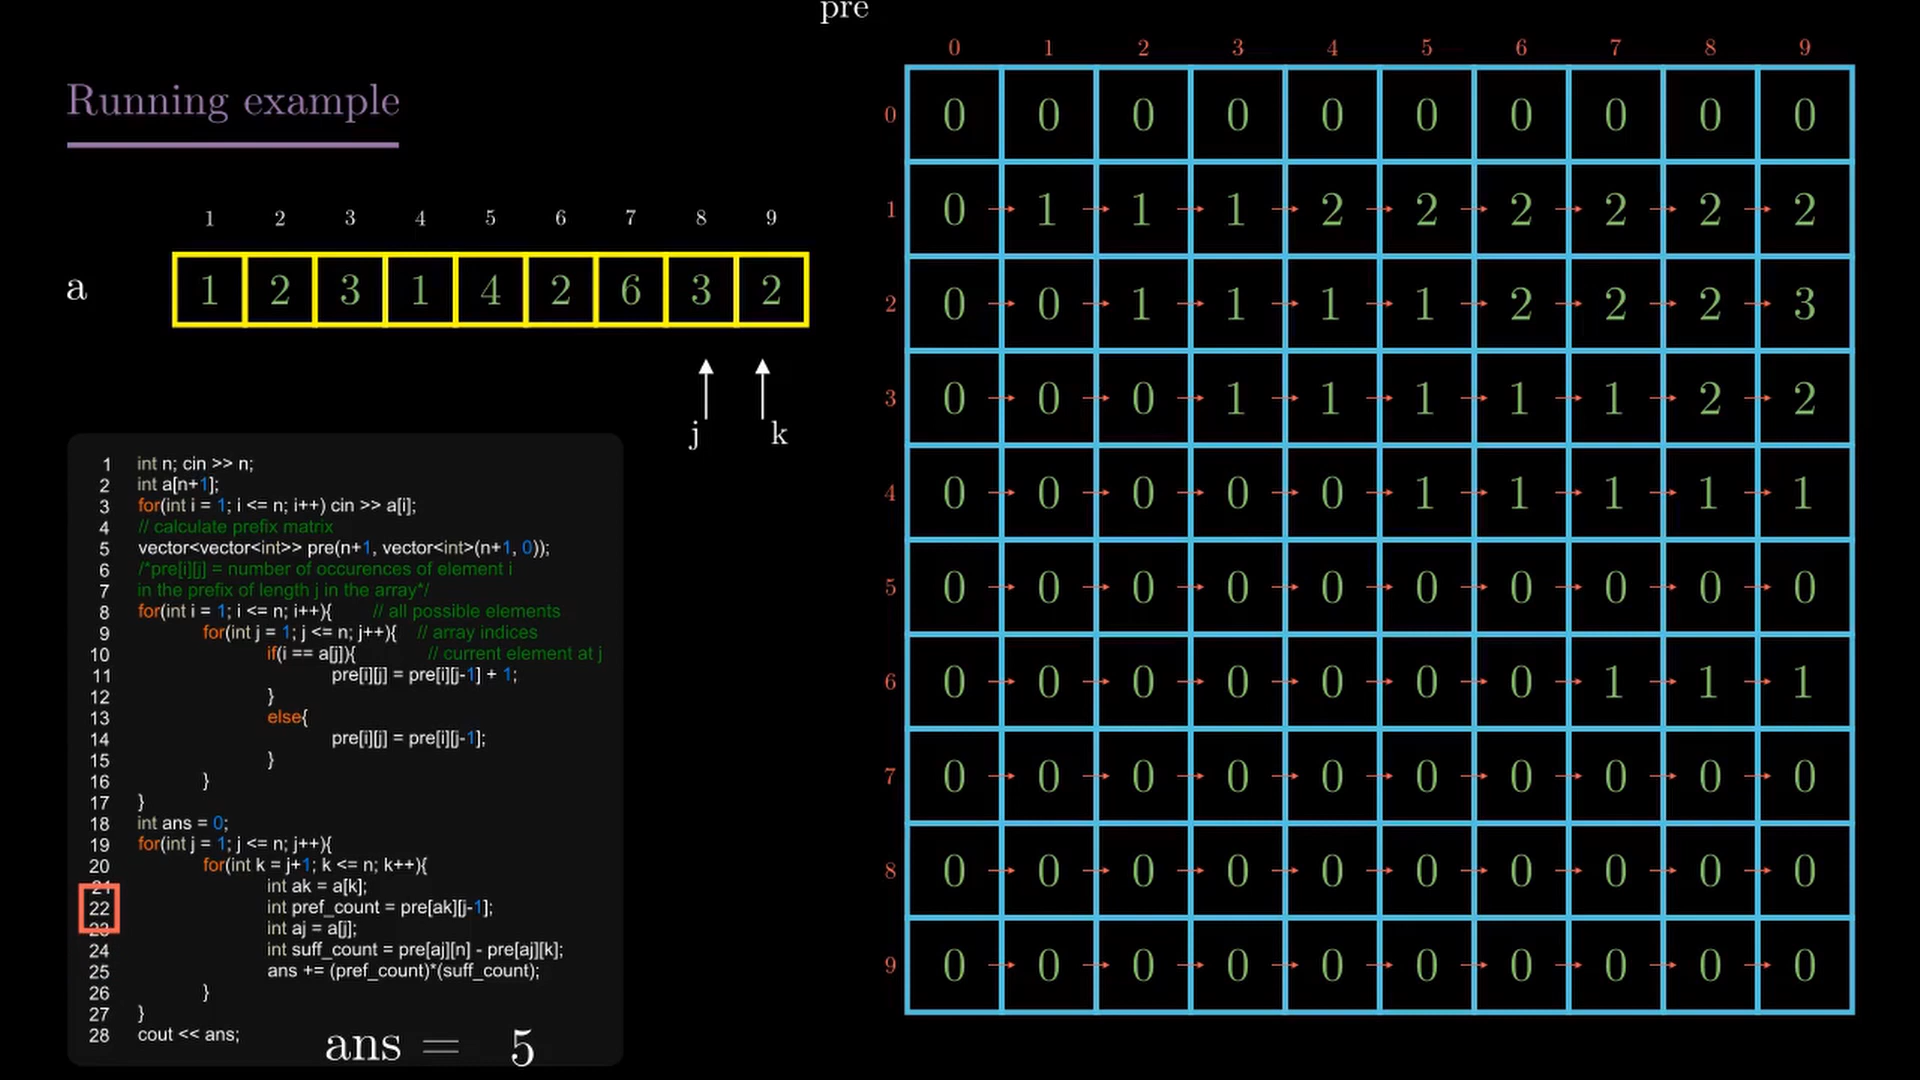 pre
0 1 2 3 4 5 6 7 8 9
Running example
0 0 0 0 0 0 0 0 0 0 0
1 0 1 1 1 2 2 2 2 2 2
2 0 0 1 1 1 1 2 2 2 3
3 0 0 0 1 1 1 1 1 2 2
4 0 0 0 0 0 1 1 1 1 1
5 0 0 0 0 0 0 0 0 0 0
6 0 0 0 0 0 0 0 1 1 1
7 0 0 0 0 0 0 0 0 0 0
8 0 0 0 0 0 0 0 0 0 0
9 0 0 0 0 0 0 0 0 0 0
1 2 3 4 5 6 7 8 9
a 1 2 3 1 4 2 6 3 2
j k
1 int n; cin >> n;
2 int a[n+1];
3 for(int i = 1; i <= n; i++) cin >> a[i];
4 // calculate prefix matrix
5 vector<vector<int>> pre(n+1, vector<int>(n+1, 0));
6 /*pre[i][j] = number of occurences of element i
7 in the prefix of length j in the array*/
8 for(int i = 1; i <= n; i++){ // all possible elements
9 for(int j = 1; j <= n; j++){ // array indices
10 if(i == a[j]){ // current element at j
11 pre[i][j] = pre[i][j-1] + 1;
12 }
13 else{
14 pre[i][j] = pre[i][j-1];
15 }
16 }
17 }
18 int ans = 0;
19 for(int j = 1; j <= n; j++){
20 for(int k = j+1; k <= n; k++){
21 int ak = a[k];
22 int pref_count = pre[ak][j-1];
23 int aj = a[j];
24 int suff_count = pre[aj][n] - pre[aj][k];
25 ans += (pref_count)*(suff_count);
26 }
27 }
28 cout << ans;
ans = 5